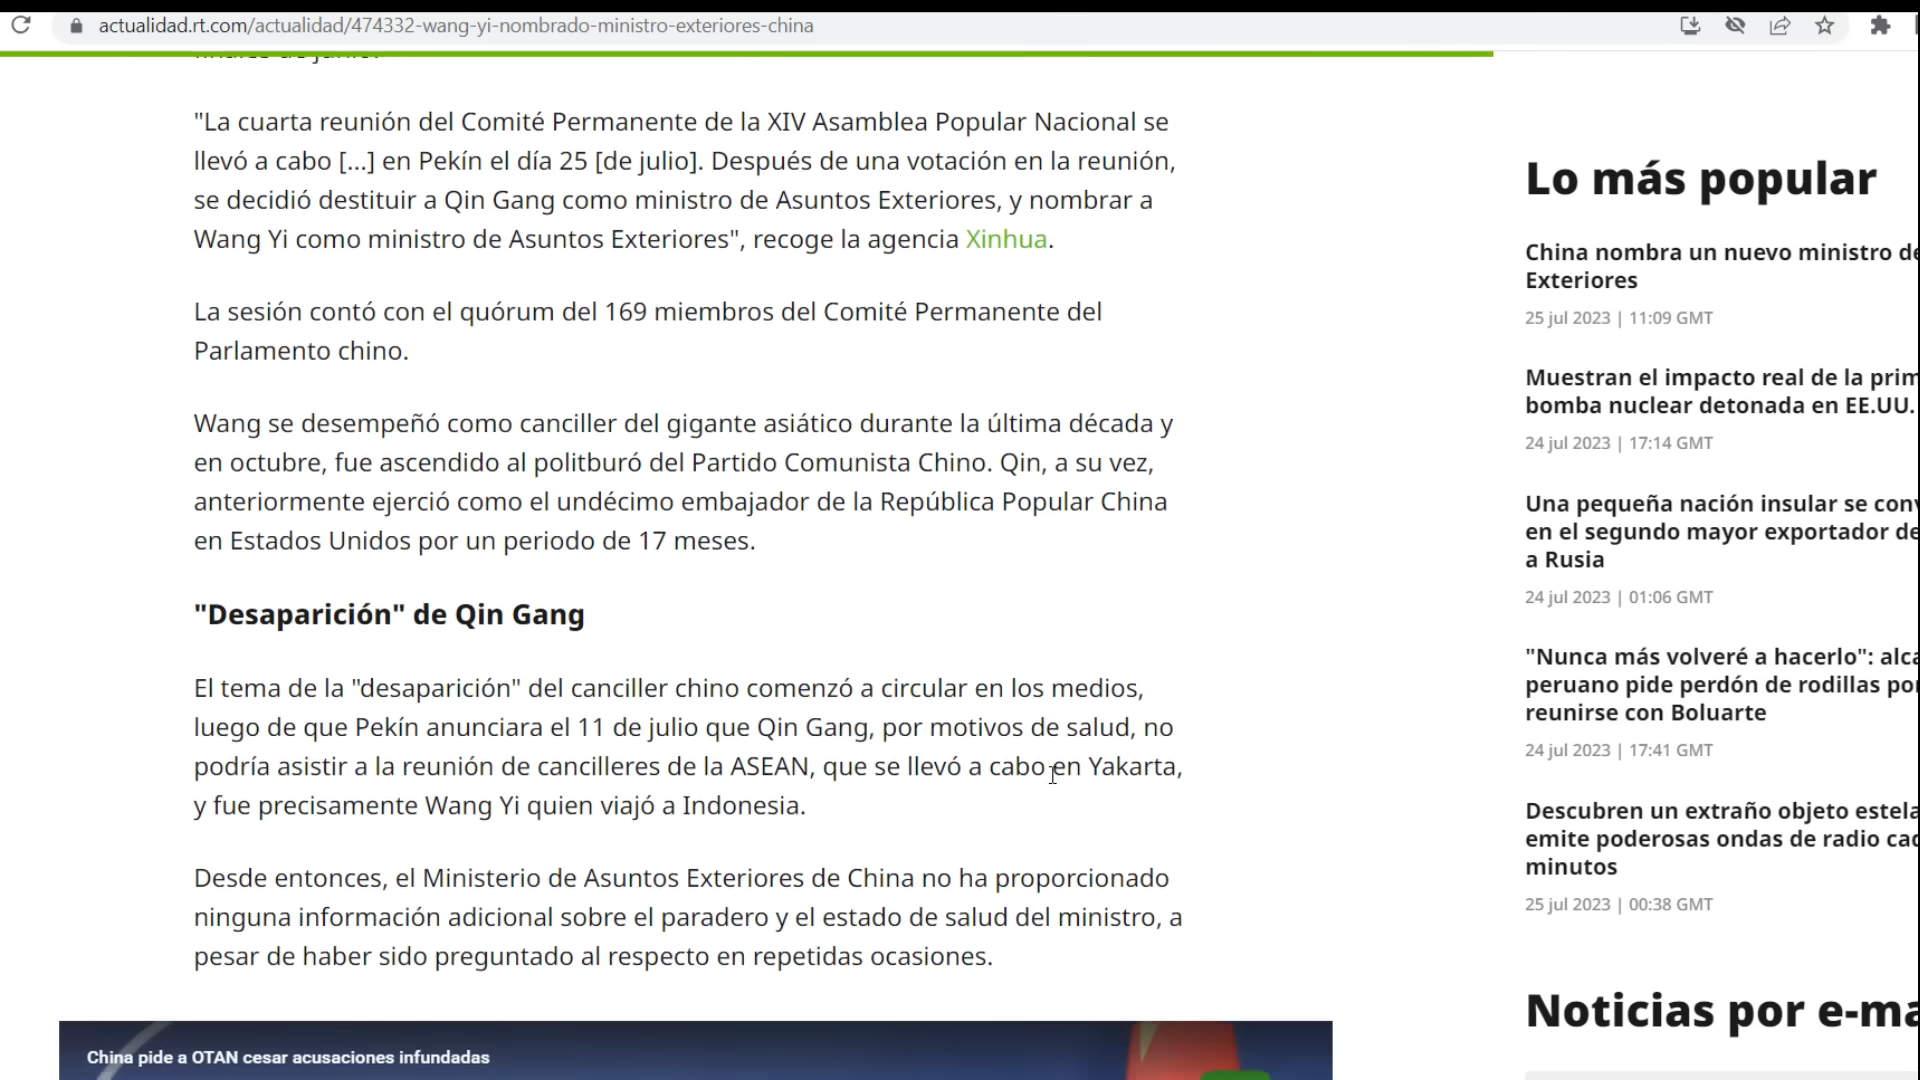 actualidad.rt.com/actualidad/474332-wang-yi-nombrado-ministro-exteriores-china
"La cuarta reunión del Comité Permanente de la XIV Asamblea Popular Nacional se
llevó a cabo [...] en Pekín el día 25 [de julio]. Después de una votación en la reunión,
se decidió destituir a Qin Gang como ministro de Asuntos Exteriores, y nombrar a
Wang Yi como ministro de Asuntos Exteriores", recoge la agencia Xinhua.
La sesión contó con el quórum del 169 miembros del Comité Permanente del
Parlamento chino.
Wang se desempeñó como canciller del gigante asiático durante la última década y
en octubre, fue ascendido al politburó del Partido Comunista Chino. Qin, a su vez,
anteriormente ejerció como el undécimo embajador de la República Popular China
en Estados Unidos por un periodo de 17 meses.
"Desaparición" de Qin Gang
El tema de la "desaparición" del canciller chino comenzó a circular en los medios,
luego de que Pekín anunciara el 11 de julio que Qin Gang, por motivos de salud, no
podría asistir a la reunión de cancilleres de la ASEAN, que se llevó a cabo en Yakarta,
y fue precisamente Wang Yi quien viajó a Indonesia.
Desde entonces, el Ministerio de Asuntos Exteriores de China no ha proporcionado
ninguna información adicional sobre el paradero y el estado de salud del ministro, a
pesar de haber sido preguntado al respecto en repetidas ocasiones.
China pide a OTAN cesar acusaciones infundadas
Lo más popular
China nombra un nuevo ministro de
Exteriores
25 jul 2023 | 11:09 GMT
Muestran el impacto real de la prim
bomba nuclear detonada en EE.UU.
24 jul 2023 | 17:14 GMT
Una pequeña nación insular se conv
en el segundo mayor exportador de
a Rusia
24 jul 2023 | 01:06 GMT
"Nunca más volveré a hacerlo": alca
peruano pide perdón de rodillas por
reunirse con Boluarte
24 jul 2023 | 17:41 GMT
Descubren un extraño objeto estela
emite poderosas ondas de radio cad
minutos
25 jul 2023 | 00:38 GMT
Noticias por e-ma